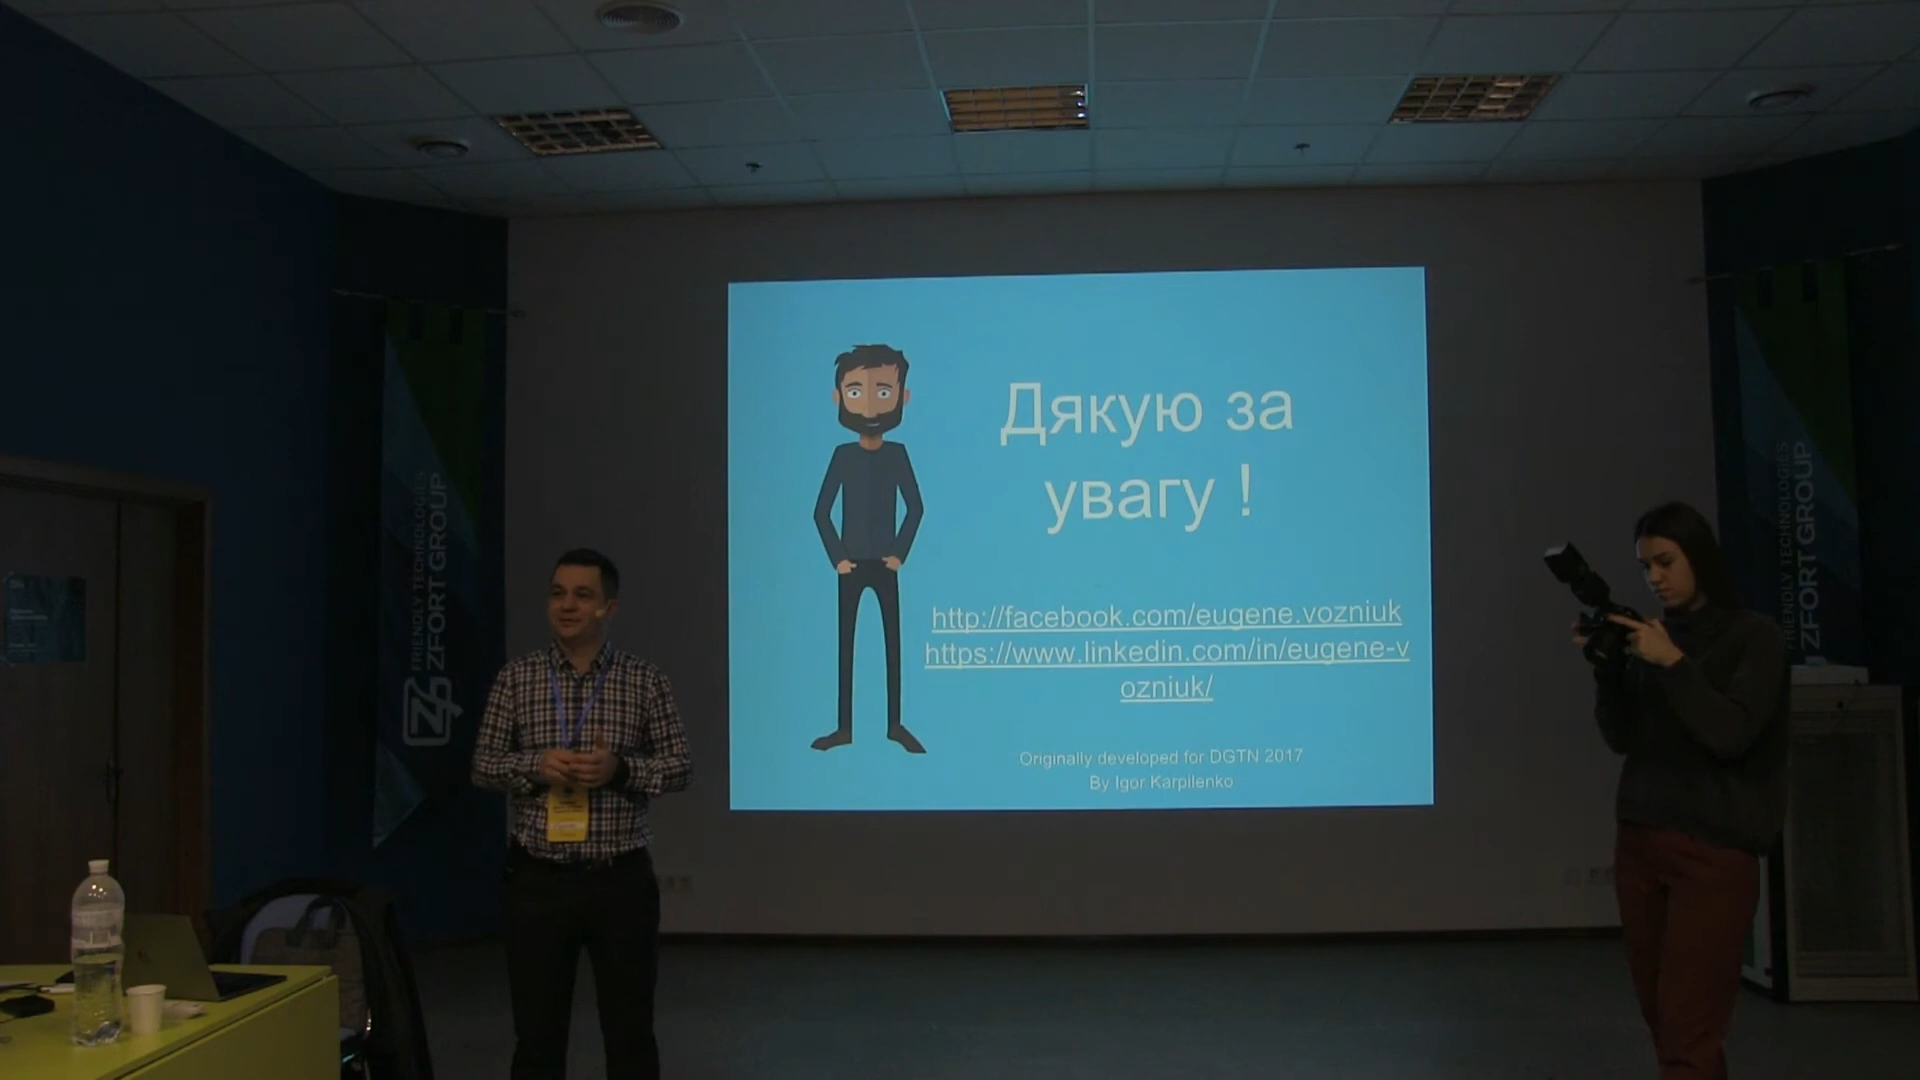 Дякую за
увагу !
http://facebook.com/eugene.vozniuk
https://www.linkedin.com/in/eugene-v
ozniuk/
Originally developed for DGTN 2017
By Igor Karpilenko
FRIENDLY TECHNOLOGIES
ZFORT GROUP
FRIENDLY TECHNOLOGIES
ZFORT GROUP